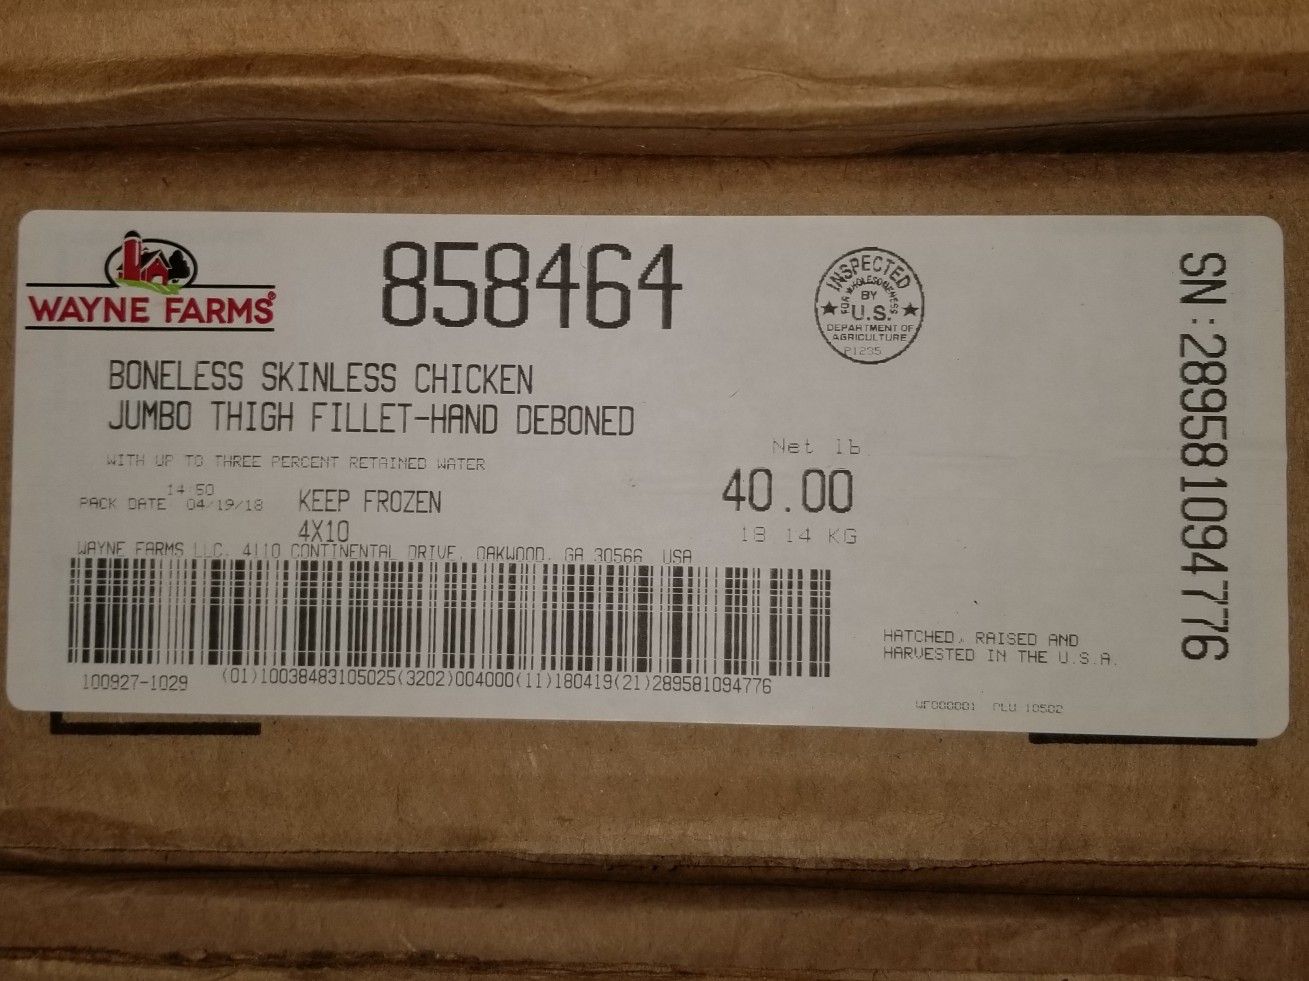 WAYNE FARMS®
858464
INSPECTED
FOR WHOLESOMENESS
BY
U.S.
DEPARTMENT OF
AGRICULTURE
P1235
SN:289581094776
BONELESS SKINLESS CHICKEN
JUMBO THIGH FILLET-HAND DEBONED
WITH UP TO THREE PERCENT RETAINED WATER
Net lb.
40.00
18.14 KG
14:50
PACK DATE 04/19/18
KEEP FROZEN
4X10
WAYNE FARMS LLC. 4110 CONTINENTAL DRIVE, OAKWOOD, GA 30566 USA
100927-1029
(01)10038483105025(3202)004000(11)180419(21)289581094776
HATCHED, RAISED AND
HARVESTED IN THE U.S.A.
WF000001 PLU 10502